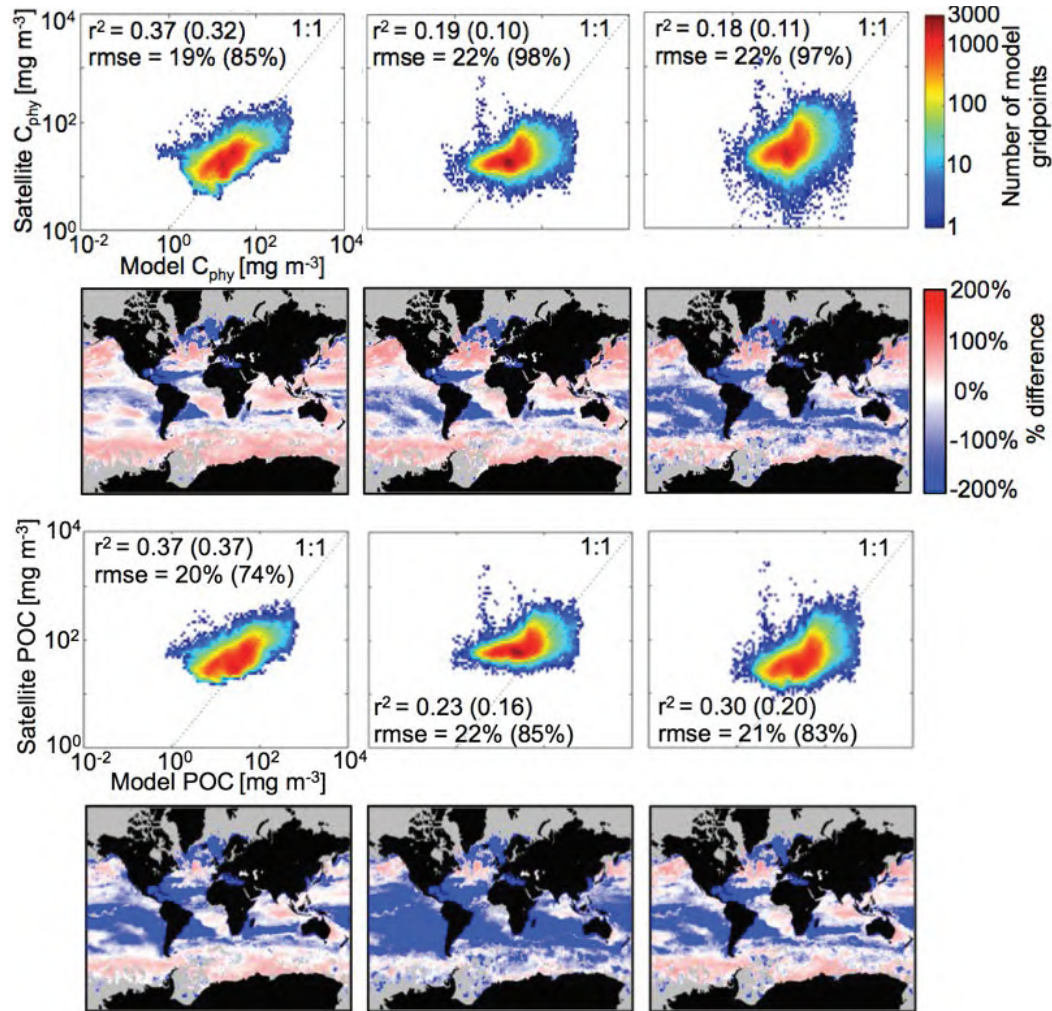 10⁴
10²
10⁰
Satellite C_phy [mg m⁻³]
r² = 0.37 (0.32)
rmse = 19% (85%)
1:1
r² = 0.19 (0.10)
rmse = 22% (98%)
r² = 0.18 (0.11)
rmse = 22% (97%)
1:1
3000
1000
100
10
1
Number of model
gridpoints
10⁻² 10⁰ 10² 10⁴
Model C_phy [mg m⁻³]
200%
100%
0%
-100%
-200%
% difference
10⁴
10²
10⁰
Satellite POC [mg m⁻³]
r² = 0.37 (0.37)
rmse = 20% (74%)
1:1
1:1
r² = 0.23 (0.16)
rmse = 22% (85%)
1:1
r² = 0.30 (0.20)
rmse = 21% (83%)
10⁻² 10⁰ 10² 10⁴
Model POC [mg m⁻³]